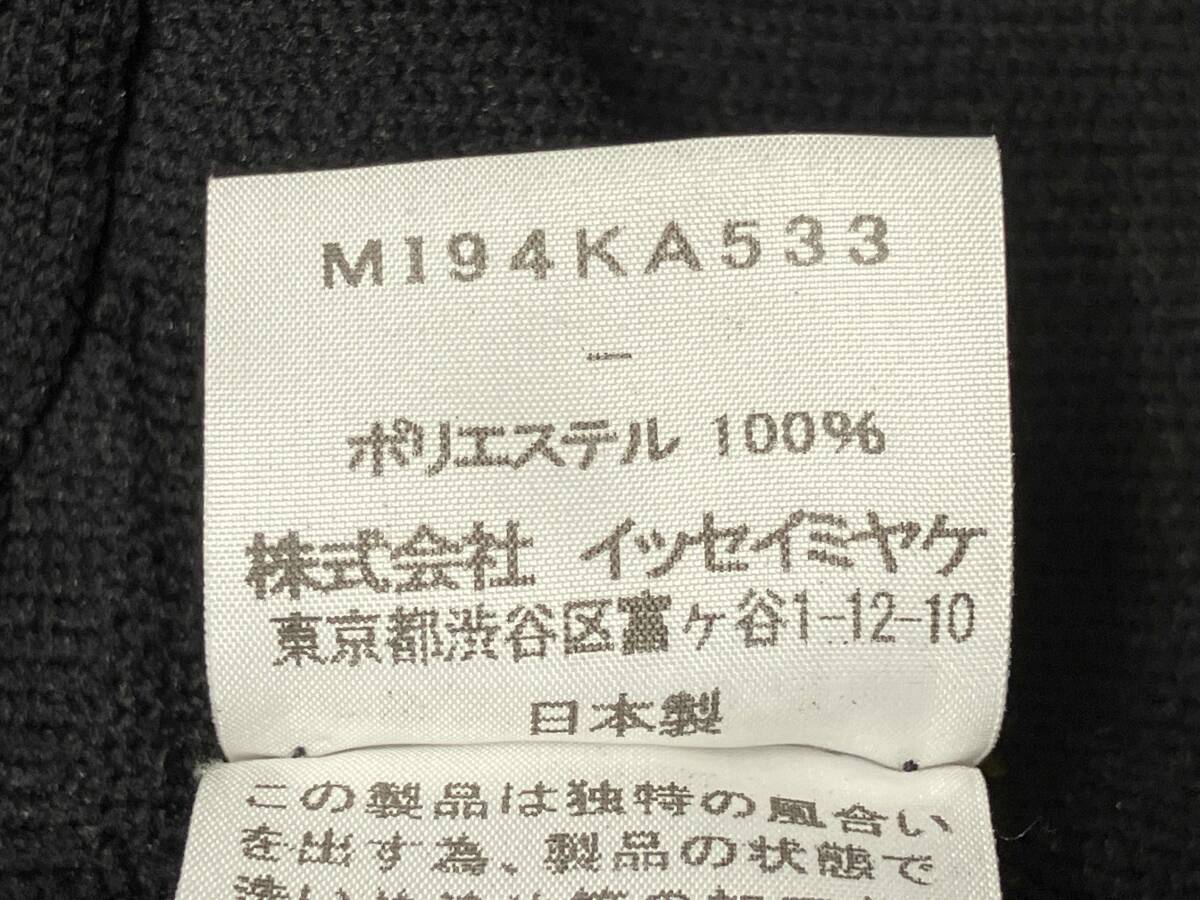 MI94KA533
ー
ポリエステル 100%
株式会社 イッセイミヤケ
東京都渋谷区富ヶ谷1-12-10
日本製
この製品は独特の風合い
を出す為、製品の状態で